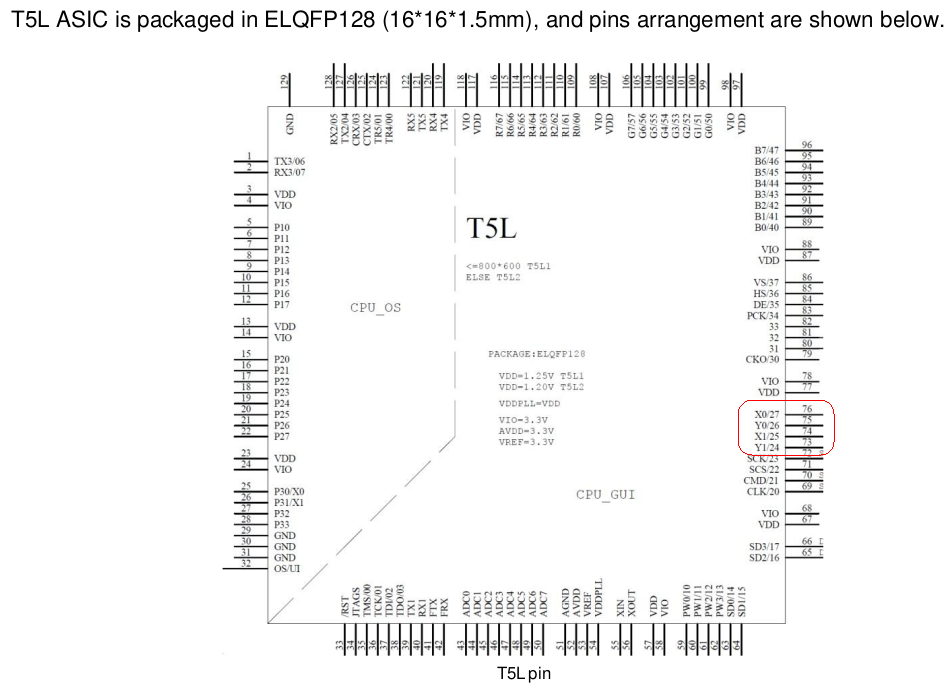 T5L ASIC is packaged in ELQFP128 (16*16*1.5mm), and pins arrangement are shown below.
129 128 127 126 125 124 123 122 121 120 119 118 117 116 115 114 113 112 111 110 109 108 107 106 105 104 103 102 101 100 99 98 97
GND RX2/05 TX2/04 CRX/03 CTX/02 TR5/01 TR4/00 RX5 TX5 RX4 TX4 VIO VDD R7/67 R6/66 R5/65 R4/64 R3/63 R2/62 R1/61 R0/60 VIO VDD G7/57 G6/56 G5/55 G4/54 G3/53 G2/52 G1/51 G0/50 VIO VDD
1 TX3/06
2 RX3/07
3 VDD
4 VIO
5 P10
6 P11
7 P12
8 P13
9 P14
10 P15
11 P16
12 P17
13 VDD
14 VIO
15 P20
16 P21
17 P22
18 P23
19 P24
20 P25
21 P26
22 P27
23 VDD
24 VIO
25 P30/X0
26 P31/X1
27 P32
28 P33
29 GND
30 GND
31 GND
32 OS/UI
CPU_OS
T5L
<=800*600 T5L1
ELSE T5L2
PACKAGE:ELQFP128
VDD=1.25V T5L1
VDD=1.20V T5L2
VDDPLL=VDD
VIO=3.3V
AVDD=3.3V
VREF=3.3V
CPU_GUI
B7/47 96
B6/46 95
B5/45 94
B4/44 93
B3/43 92
B2/42 91
B1/41 90
B0/40 89
VIO 88
VDD 87
VS/37 86
HS/36 85
DE/35 84
PCK/34 83
33 82
32 81
31 80
CKO/30 79
VIO 78
VDD 77
X0/27 76
Y0/26 75
X1/25 74
Y1/24 73
SCK/23 72
SCS/22 71
CMD/21 70
CLK/20 69
VIO 68
VDD 67
SD3/17 66
SD2/16 65
/RST JTAGS TMS/00 TCK/01 TDI/02 TDO/03 TX1 RX1 FTX FRX ADC0 ADC1 ADC2 ADC3 ADC4 ADC5 ADC6 ADC7 AGND AVDD VREF VDDPLL XIN XOUT VDD VIO PW0/10 PW1/11 PW2/12 PW3/13 SD0/14 SD1/15
33 34 35 36 37 38 39 40 41 42 43 44 45 46 47 48 49 50 51 52 53 54 55 56 57 58 59 60 61 62 63 64
T5L pin